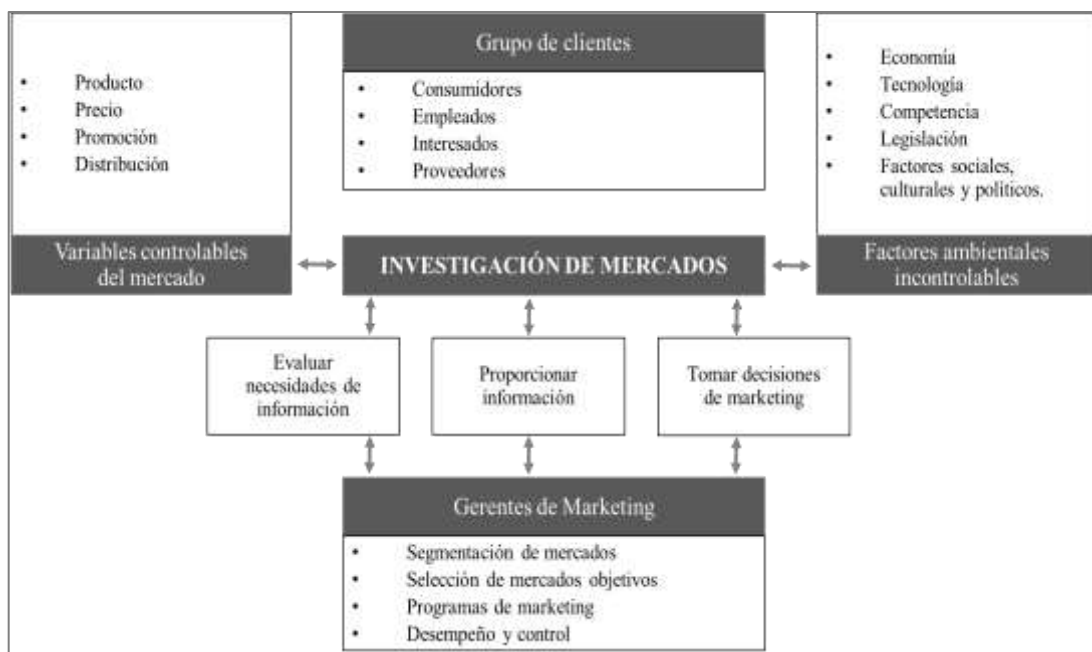 • Producto
• Precio
• Promoción
• Distribución
Variables controlables
del mercado
Grupo de clientes
• Consumidores
• Empleados
• Interesados
• Proveedores
• Economía
• Tecnología
• Competencia
• Legislación
• Factores sociales,
culturales y políticos.
Factores ambientales
incontrolables
INVESTIGACIÓN DE MERCADOS
Evaluar
necesidades de
información
Proporcionar
información
Tomar decisiones
de marketing
Gerentes de Marketing
• Segmentación de mercados
• Selección de mercados objetivos
• Programas de marketing
• Desempeño y control